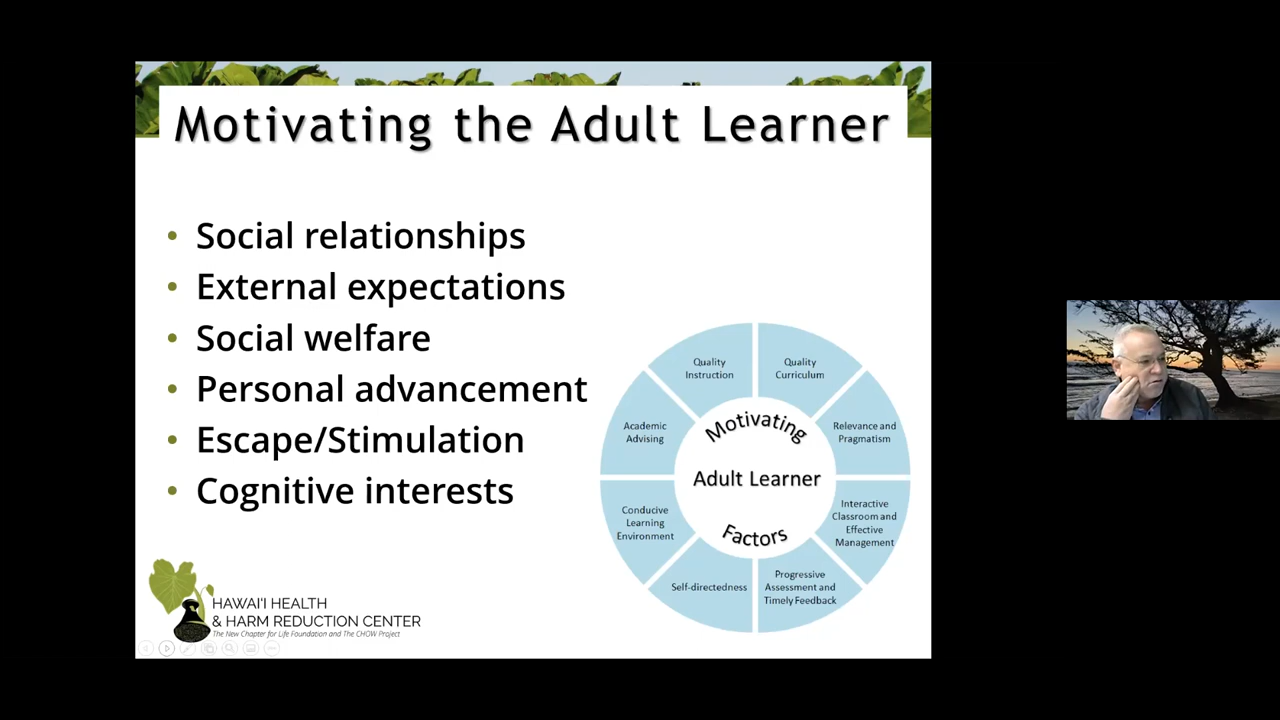 Motivating the Adult Learner
• Social relationships
• External expectations
• Social welfare
• Personal advancement
• Escape/Stimulation
• Cognitive interests
Quality
Instruction
Quality
Curriculum
Relevance and
Pragmatism
Interactive
Classroom and
Effective
Management
Progressive
Assessment and
Timely Feedback
Self-directedness
Conducive
Learning
Environment
Academic
Advising
Motivating
Adult Learner
Factors
HAWAI'I HEALTH
& HARM REDUCTION CENTER
The New Chapter for Life Foundation and The CHOW Project